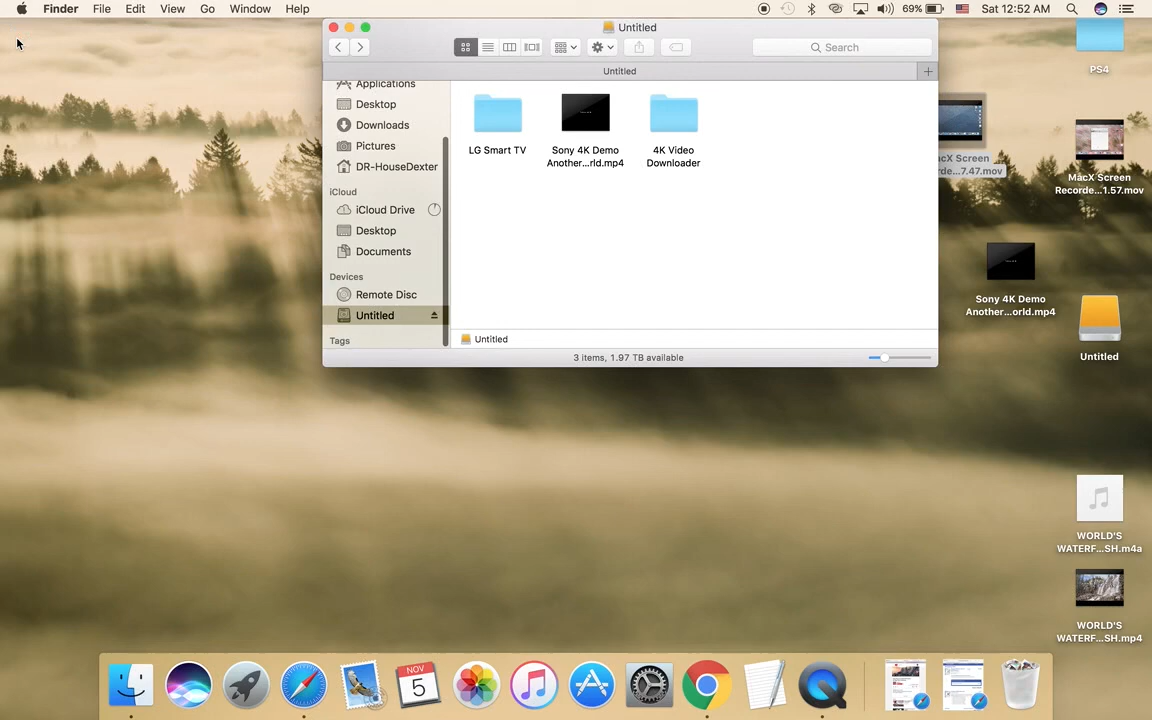 Finder File Edit View Go Window Help
69% Sat 12:52 AM
Untitled
Search
Untitled
Applications
Desktop
Downloads
Pictures
DR-HouseDexter
iCloud
iCloud Drive
Desktop
Documents
Devices
Remote Disc
Untitled
Tags
LG Smart TV
Sony 4K Demo
Another...rld.mp4
4K Video
Downloader
Untitled
3 items, 1.97 TB available
PS4
acX Screen
rde...7.47.mov
MacX Screen
Recorde...1.57.mov
Sony 4K Demo
Another...orld.mp4
Untitled
WORLD'S
WATERF...SH.m4a
WORLD'S
WATERF...SH.mp4
NOV
5